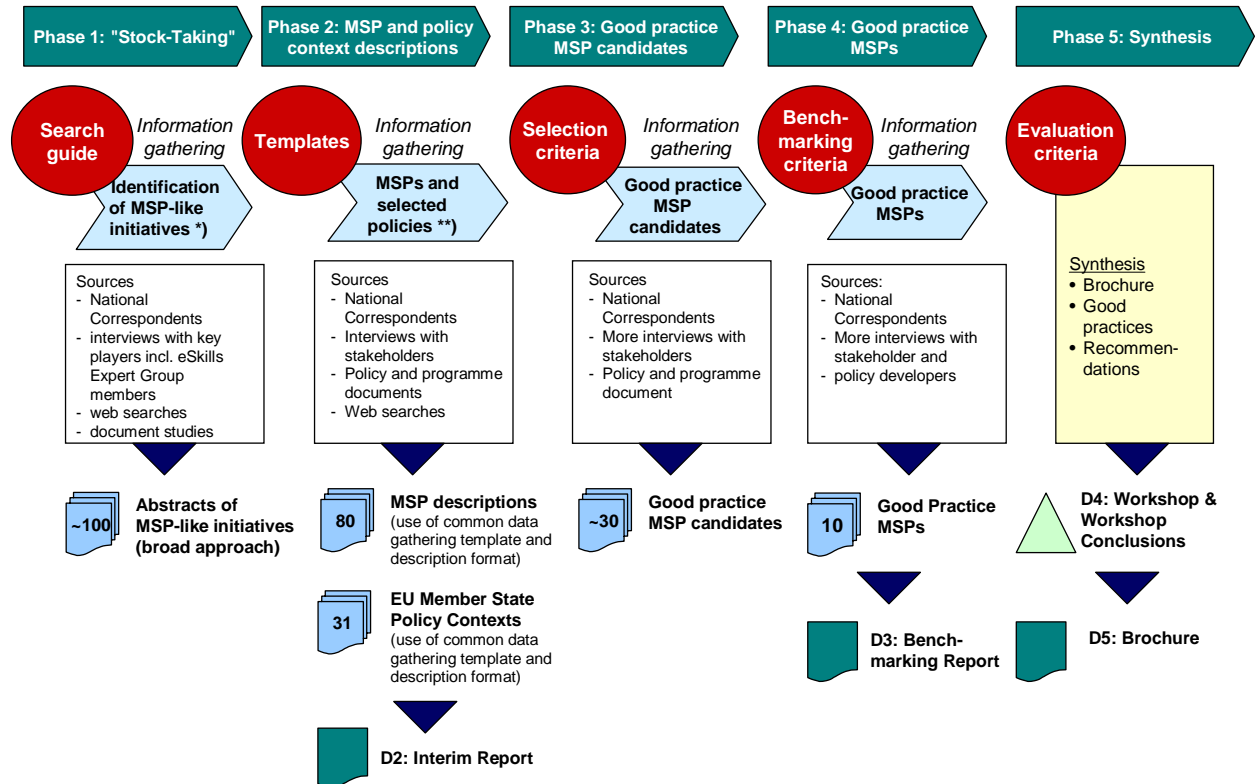 Phase 1: "Stock-Taking"
Phase 2: MSP and policy
context descriptions
Phase 3: Good practice
MSP candidates
Phase 4: Good practice
MSPs
Phase 5: Synthesis
Search
guide
Information
gathering
Identification
of MSP-like
initiatives *)
Sources
- National
Correspondents
- interviews with key
players incl. eSkills
Expert Group
members
- web searches
- document studies
~100
Abstracts of
MSP-like initiatives
(broad approach)
Templates
Information
gathering
MSPs and
selected
policies **)
Sources
- National
Correspondents
- Interviews with
stakeholders
- Policy and programme
documents
- Web searches
80
MSP descriptions
(use of common data
gathering template and
description format)
31
EU Member State
Policy Contexts
(use of common data
gathering template and
description format)
D2: Interim Report
Selection
criteria
Information
gathering
Good practice
MSP
candidates
Sources
- National
Correspondents
- More interviews with
stakeholders
- Policy and programme
document
~30
Good practice
MSP candidates
Bench-
marking
criteria
Information
gathering
Good practice
MSPs
Sources:
- National
Correspondents
- More interviews with
stakeholder and
- policy developers
10
Good Practice
MSPs
D3: Bench-
marking Report
Evaluation
criteria
Synthesis
• Brochure
• Good
practices
• Recommen-
dations
D4: Workshop &
Workshop
Conclusions
D5: Brochure